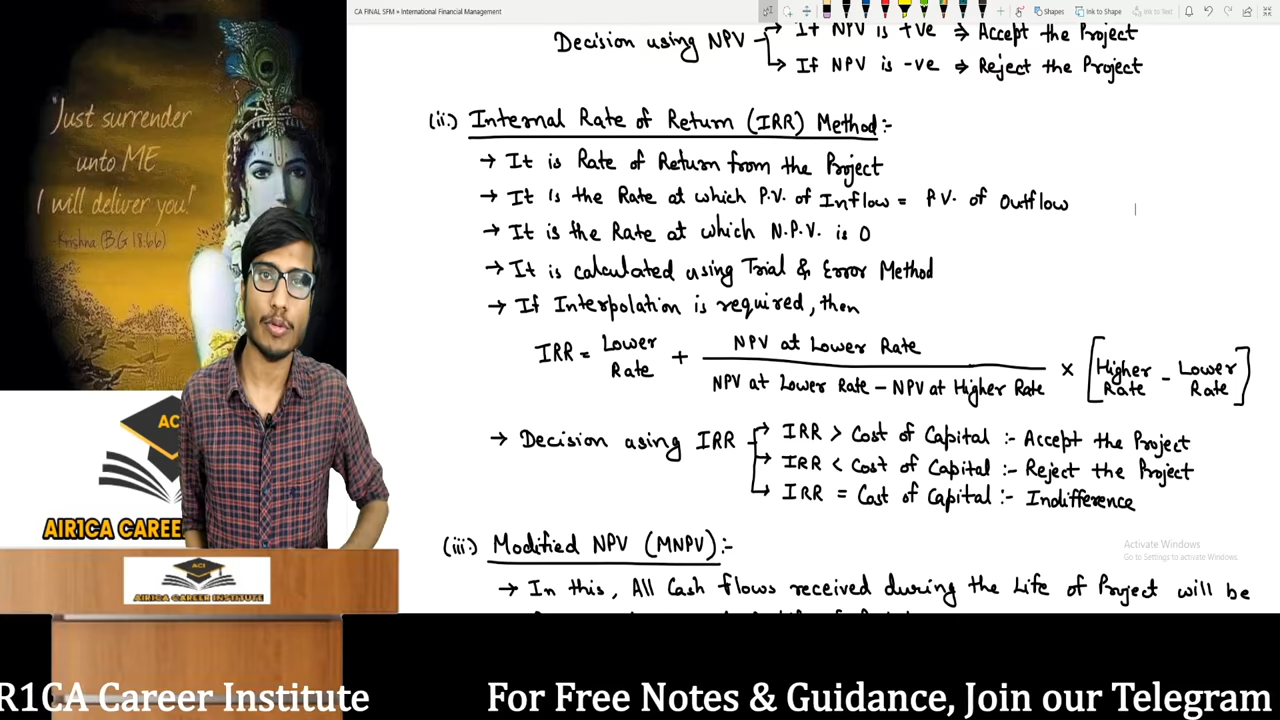 CA FINAL SFM » International Financial Management
Shapes
Ink to Shape
Ink to Text
Decision using NPV
If NPV is +ve ⇒ Accept the Project
If NPV is -ve ⇒ Reject the Project
(ii) Internal Rate of Return (IRR) Method:-
→ It is Rate of Return from the Project
→ It is the Rate at which P.V. of Inflow = P.V. of Outflow
→ It is the Rate at which N.P.V. is 0
→ It is calculated using Trial & Error Method
→ If Interpolation is required, then
IRR = Lower Rate + NPV at Lower Rate / NPV at Lower Rate - NPV at Higher Rate × [Higher Rate - Lower Rate]
→ Decision using IRR
IRR > Cost of Capital :- Accept the Project
IRR < Cost of Capital :- Reject the Project
IRR = Cost of Capital :- Indifference
(iii) Modified NPV (MNPV):-
→ In this, All Cash flows received during the Life of Project will be
Activate Windows
Go to Settings to activate Windows.
"Just surrender
unto ME
I will deliver you!"
-Krishna (BG 18:66)
AC
AIR1CA CAREE
ACI
AIR1CA CAREER INSTITUTE
R1CA Career Institute
For Free Notes & Guidance, Join our Telegram